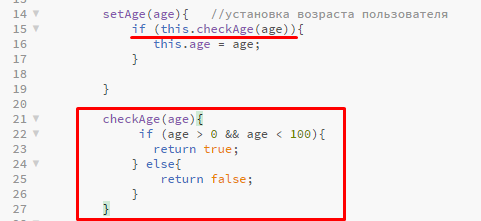 14 setAge(age){ //установка возраста пользователя
15 if (this.checkAge(age)){
16 this.age = age;
17 }
18
19 }
20
21 checkAge(age){
22 if (age > 0 && age < 100){
23 return true;
24 } else{
25 return false;
26 }
27 }